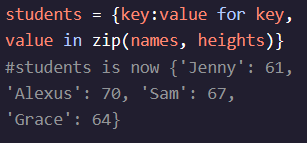 students = {key:value for key,
value in zip(names, heights)}
#students is now {'Jenny': 61,
'Alexus': 70, 'Sam': 67,
'Grace': 64}